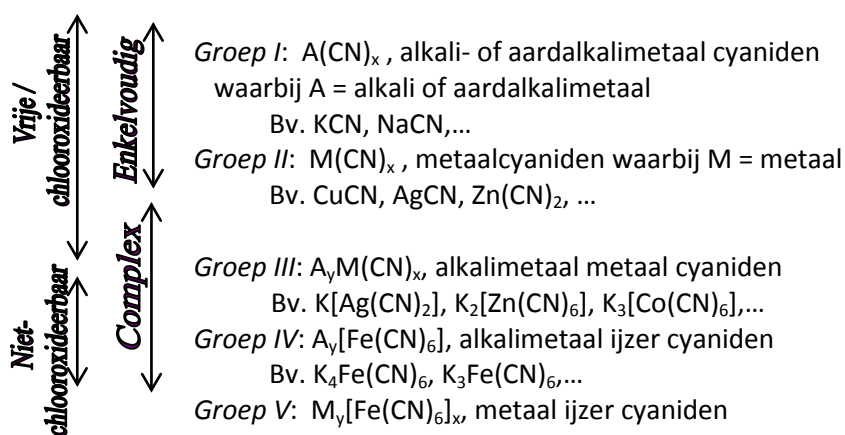 Vrije /
chlooroxideerbaar
Enkelvoudig
Groep I: A(CN)x , alkali- of aardalkalimetaal cyaniden
waarbij A = alkali of aardalkalimetaal
Bv. KCN, NaCN,…
Groep II: M(CN)x , metaalcyaniden waarbij M = metaal
Bv. CuCN, AgCN, Zn(CN)2, …
Niet-
chlooroxideerbaar
Complex
Groep III: AyM(CN)x, alkalimetaal metaal cyaniden
Bv. K[Ag(CN)2], K2[Zn(CN)6], K3[Co(CN)6],…
Groep IV: Ay[Fe(CN)6], alkalimetaal ijzer cyaniden
Bv. K4Fe(CN)6, K3Fe(CN)6,…
Groep V: My[Fe(CN)6]x, metaal ijzer cyaniden